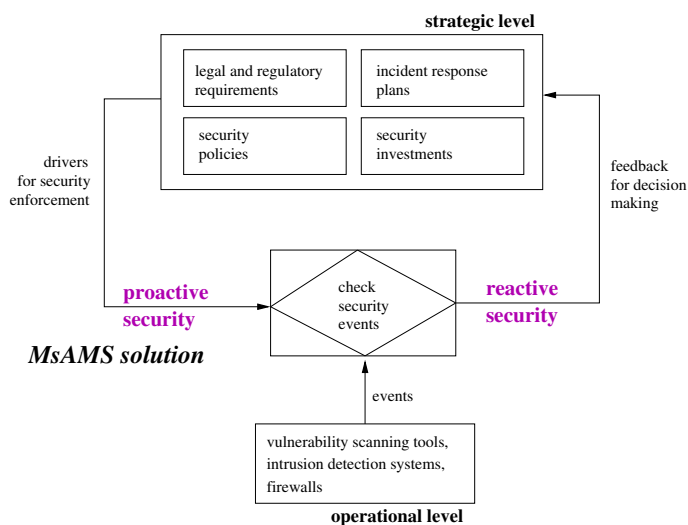 strategic level
legal and regulatory
requirements
incident response
plans
security
policies
security
investments
drivers
for security
enforcement
feedback
for decision
making
proactive
security
check
security
events
reactive
security
MsAMS solution
events
vulnerability scanning tools,
intrusion detection systems,
firewalls
operational level